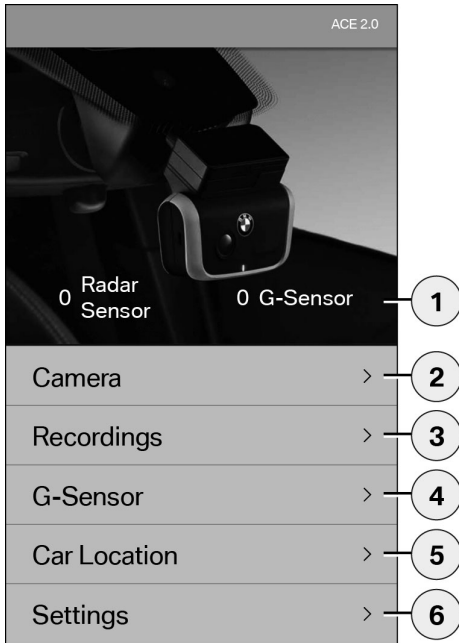 ACE 2.0
0 Radar Sensor
0 G-Sensor
1
Camera
2
Recordings
3
G-Sensor
4
Car Location
5
Settings
6